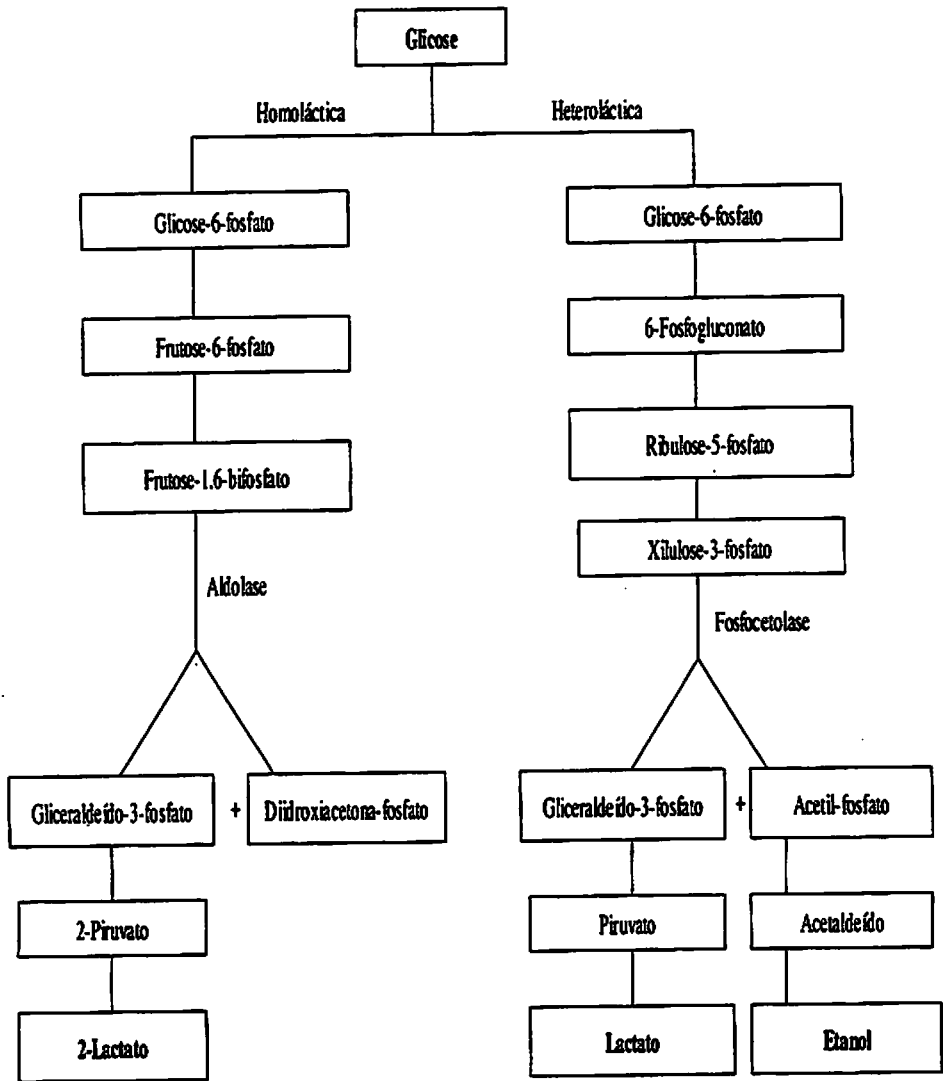 Glicose
Homoláctica
Heteroláctica
Glicose-6-fosfato
Glicose-6-fosfato
Frutose-6-fosfato
6-Fosfogluconato
Frutose-1.6-bifosfato
Ribulose-5-fosfato
Xilulose-3-fosfato
Aldolase
Fosfocetolase
Gliceraldeído-3-fosfato + Diidroxiacetona-fosfato
Gliceraldeído-3-fosfato + Acetil-fosfato
2-Piruvato
Piruvato
Acetaldeído
2-Lactato
Lactato
Etanol